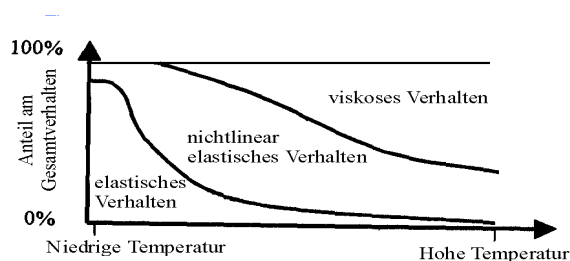 100%
Anteil am
Gesamtverhalten
viskoses Verhalten
nichtlinear
elastisches Verhalten
elastisches
Verhalten
0%
Niedrige Temperatur
Hohe Temperatur